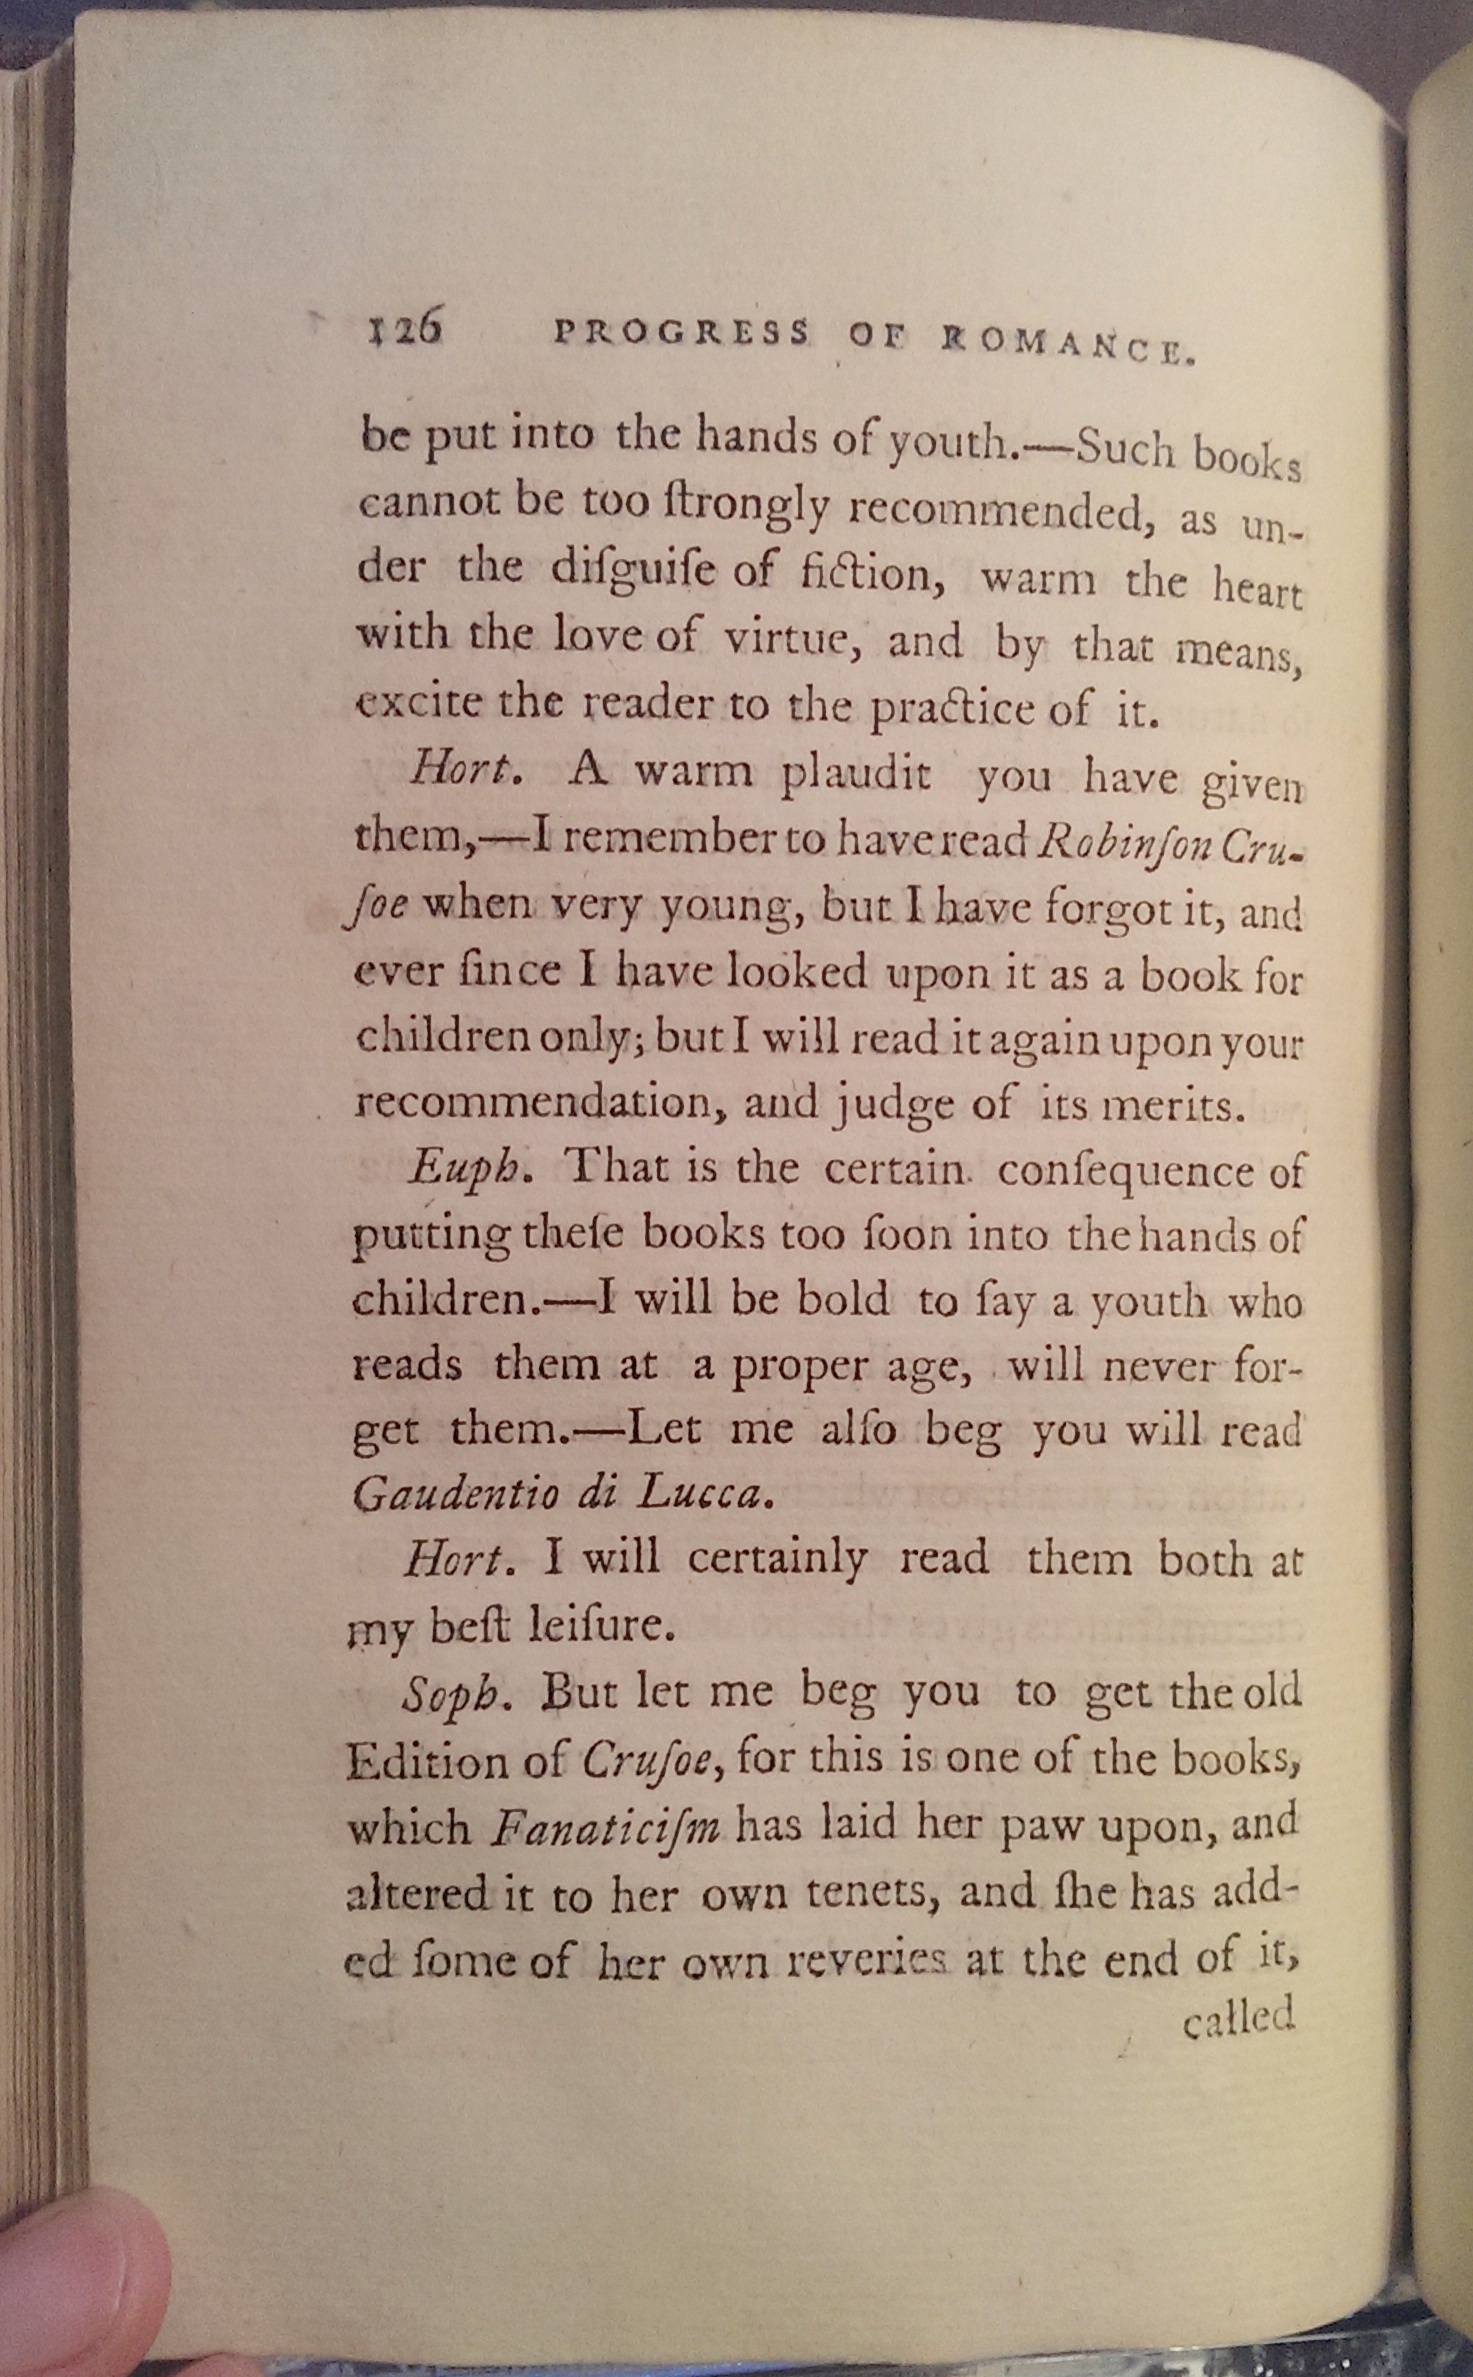 126 PROGRESS OF ROMANCE.
be put into the hands of youth.—Such books
cannot be too ſtrongly recommended, as un-
der the diſguiſe of fiction, warm the heart
with the love of virtue, and by that means,
excite the reader to the practice of it.
Hort. A warm plaudit you have given
them,—I remember to have read Robinſon Cru-
ſoe when very young, but I have forgot it, and
ever ſince I have looked upon it as a book for
children only; but I will read it again upon your
recommendation, and judge of its merits.
Euph. That is the certain conſequence of
putting theſe books too ſoon into the hands of
children.—I will be bold to ſay a youth who
reads them at a proper age, will never for-
get them.—Let me alſo beg you will read
Gaudentio di Lucca.
Hort. I will certainly read them both at
my beſt leiſure.
Soph. But let me beg you to get the old
Edition of Cruſoe, for this is one of the books,
which Fanaticiſm has laid her paw upon, and
altered it to her own tenets, and ſhe has add-
ed ſome of her own reveries at the end of it,
called